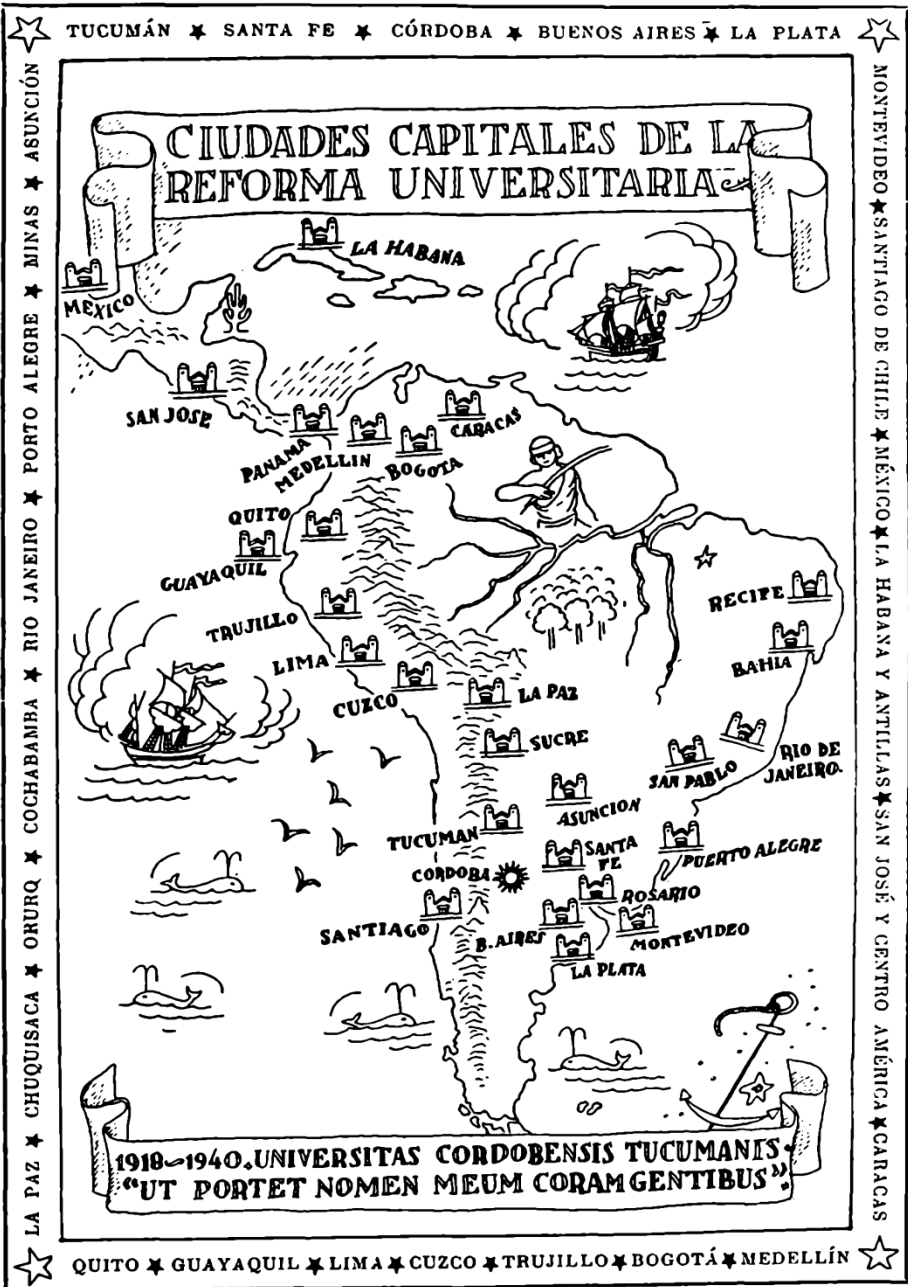 TUCUMÁN ★ SANTA FE ★ CÓRDOBA ★ BUENOS AIRES ★ LA PLATA
MONTEVIDEO ★ SANTIAGO DE CHILE ★ MÉXICO ★ LA HABANA Y ANTILLAS ★ SAN JOSÉ Y CENTRO AMÉRICA ★ CARACAS
LA PAZ ★ CHUQUISACA ★ ORURQ ★ COCHABAMBA ★ RIO JANEIRO ★ PORTO ALEGRE ★ MINAS ★ ASUNCIÓN
CIUDADES CAPITALES DE LA
REFORMA UNIVERSITARIA
LA HABANA
MEXICO
SAN JOSE
PANAMA
MEDELLIN
BOGOTA
CARACAS
QUITO
GUAYAQUIL
TRUJILLO
LIMA
CUZCO
RECIFE
BAHIA
LA PAZ
SUCRE
RIO DE
JANEIRO.
SAN PABLO
ASUNCION
TUCUMAN
SANTA
FE
PUERTO ALEGRE
CORDOBA
ROSARIO
SANTIAGO
B. AIRES
MONTEVIDEO
LA PLATA
1918~1940. UNIVERSITAS CORDOBENSIS TUCUMANIS.
"UT PORTET NOMEN MEUM CORAM GENTIBUS".
QUITO ★ GUAYAQUIL ★ LIMA ★ CUZCO ★ TRUJILLO ★ BOGOTÁ ★ MEDELLÍN